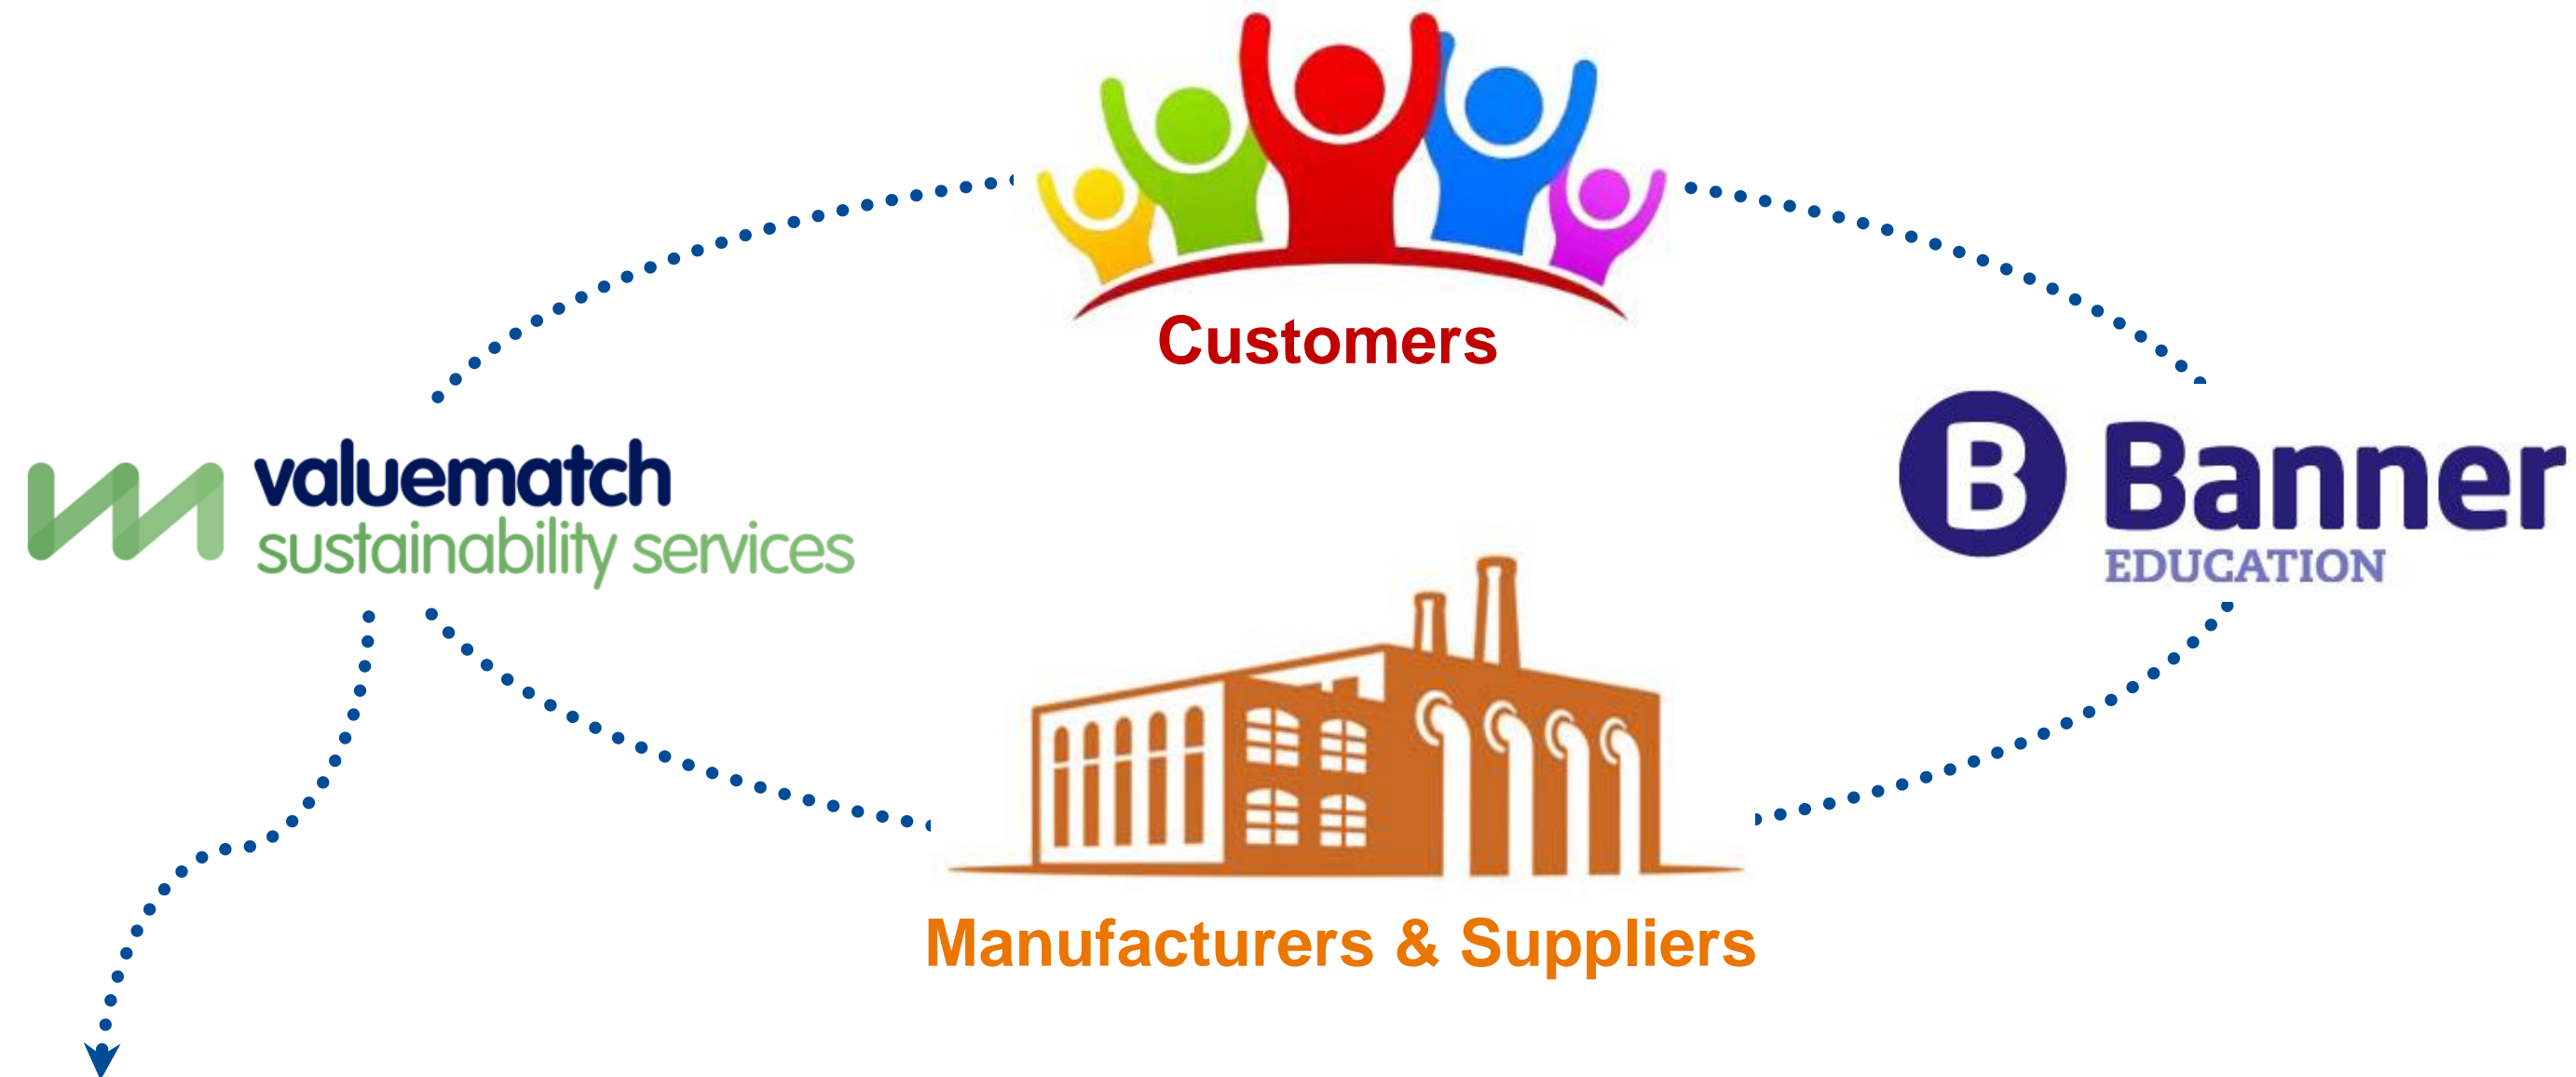 Customers
valuematch
sustainability services
B Banner
EDUCATION
Manufacturers & Suppliers